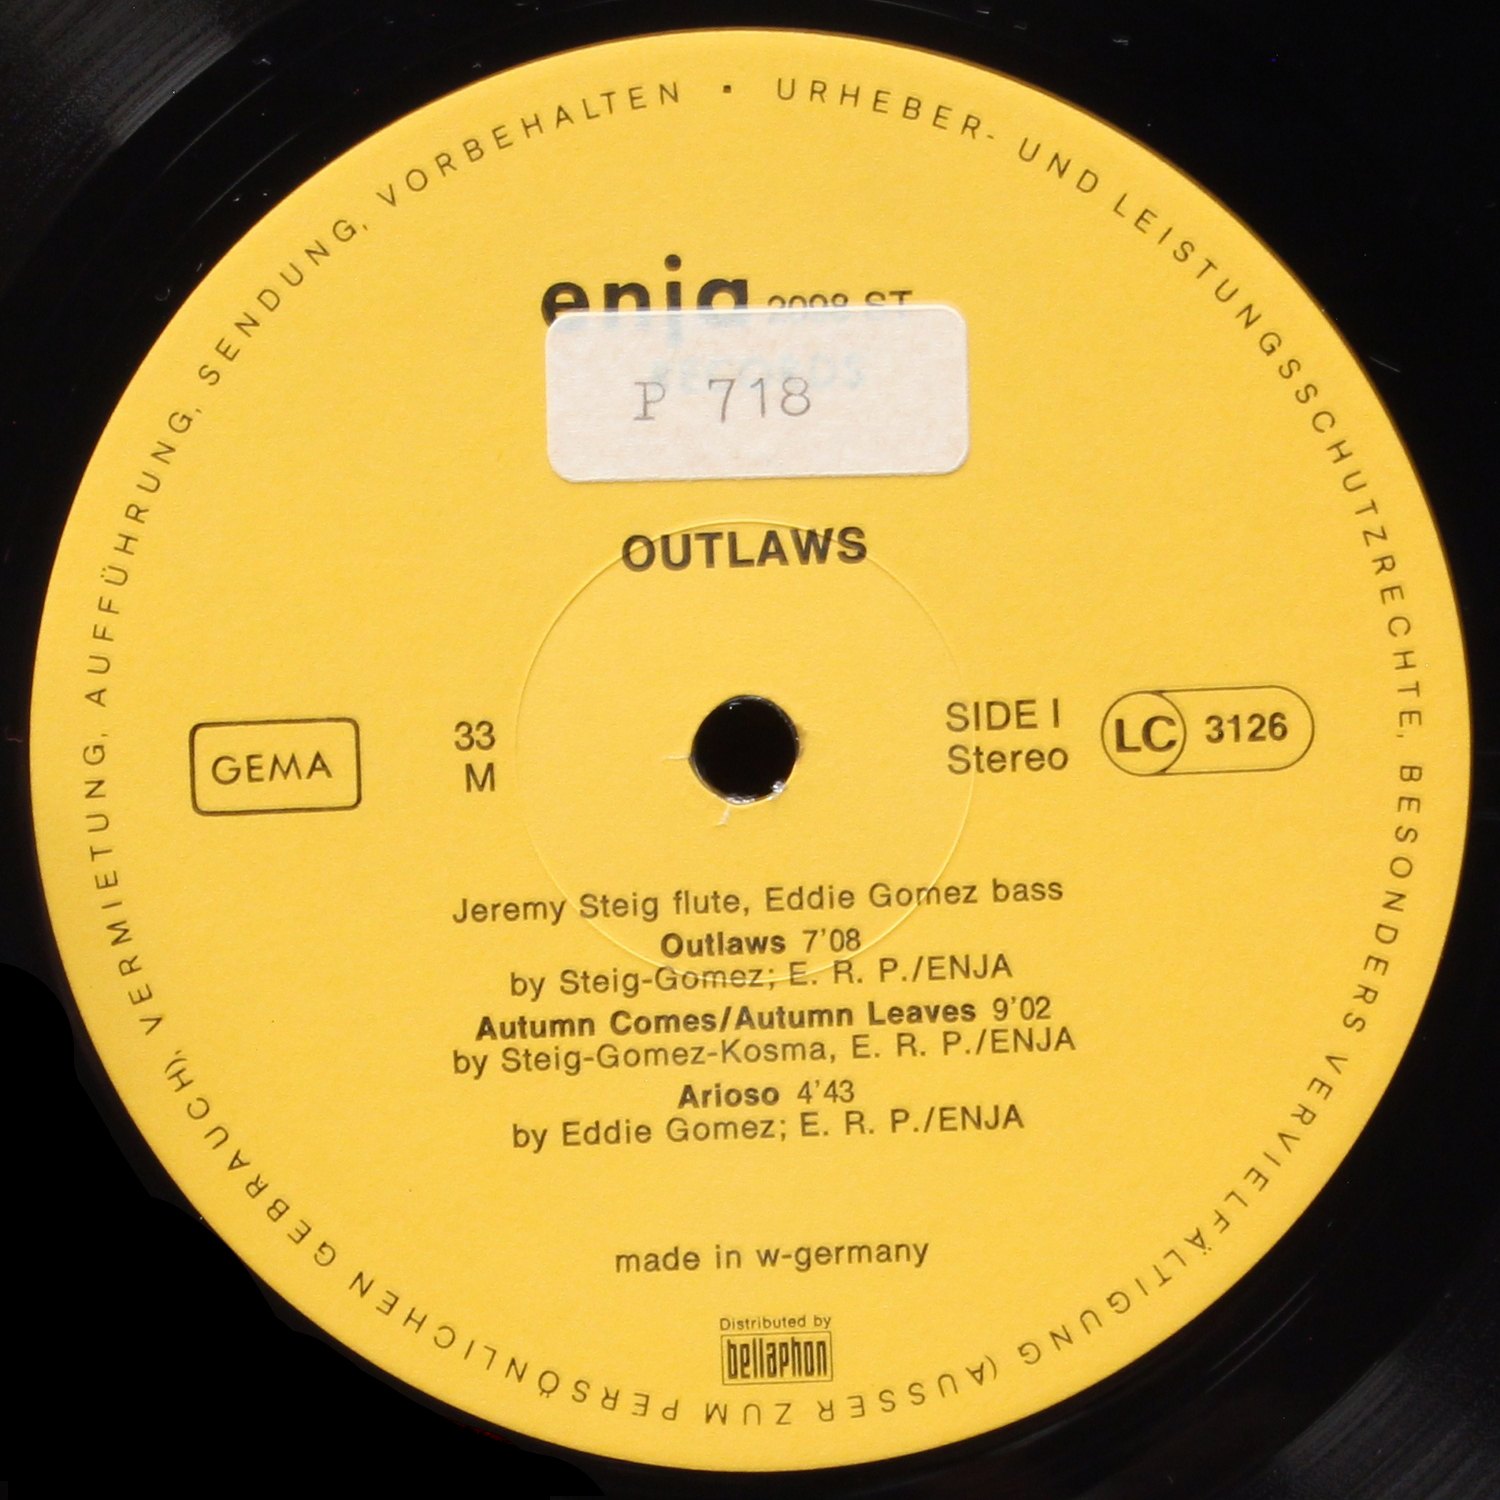 enja 2098 ST
RECORDS
P 718
OUTLAWS
GEMA
33
M
SIDE I
Stereo
LC 3126
Jeremy Steig flute, Eddie Gomez bass
Outlaws 7'08
by Steig-Gomez; E. R. P./ENJA
Autumn Comes/Autumn Leaves 9'02
by Steig-Gomez-Kosma, E. R. P./ENJA
Arioso 4'43
by Eddie Gomez; E. R. P./ENJA
made in w-germany
Distributed by
bellaphon
URHEBER- UND LEISTUNGSSCHUTZRECHTE, BESONDERS VERVIELFÄLTIGUNG (AUSSER ZUM PERSÖNLICHEN GEBRAUCH), VERMIETUNG, AUFFÜHRUNG, SENDUNG, VORBEHALTEN ·